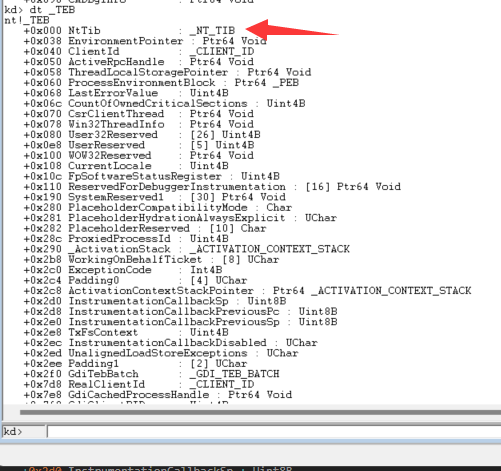 kd> dt _TEB
nt!_TEB
+0x000 NtTib : _NT_TIB
+0x038 EnvironmentPointer : Ptr64 Void
+0x040 ClientId : _CLIENT_ID
+0x050 ActiveRpcHandle : Ptr64 Void
+0x058 ThreadLocalStoragePointer : Ptr64 Void
+0x060 ProcessEnvironmentBlock : Ptr64 _PEB
+0x068 LastErrorValue : Uint4B
+0x06c CountOfOwnedCriticalSections : Uint4B
+0x070 CsrClientThread : Ptr64 Void
+0x078 Win32ThreadInfo : Ptr64 Void
+0x080 User32Reserved : [26] Uint4B
+0x0e8 UserReserved : [5] Uint4B
+0x100 WOW32Reserved : Ptr64 Void
+0x108 CurrentLocale : Uint4B
+0x10c FpSoftwareStatusRegister : Uint4B
+0x110 ReservedForDebuggerInstrumentation : [16] Ptr64 Void
+0x190 SystemReserved1 : [30] Ptr64 Void
+0x280 PlaceholderCompatibilityMode : Char
+0x281 PlaceholderHydrationAlwaysExplicit : UChar
+0x282 PlaceholderReserved : [10] Char
+0x28c ProxiedProcessId : Uint4B
+0x290 _ActivationStack : _ACTIVATION_CONTEXT_STACK
+0x2b8 WorkingOnBehalfTicket : [8] UChar
+0x2c0 ExceptionCode : Int4B
+0x2c4 Padding0 : [4] UChar
+0x2c8 ActivationContextStackPointer : Ptr64 _ACTIVATION_CONTEXT_STACK
+0x2d0 InstrumentationCallbackSp : Uint8B
+0x2d8 InstrumentationCallbackPreviousPc : Uint8B
+0x2e0 InstrumentationCallbackPreviousSp : Uint8B
+0x2e8 TxFsContext : Uint4B
+0x2ec InstrumentationCallbackDisabled : UChar
+0x2ed UnalignedLoadStoreExceptions : UChar
+0x2ee Padding1 : [2] UChar
+0x2f0 GdiTebBatch : _GDI_TEB_BATCH
+0x7d8 RealClientId : _CLIENT_ID
+0x7e8 GdiCachedProcessHandle : Ptr64 Void
kd>
+0x2d0 InstrumentationCallbackSp : Uint8B